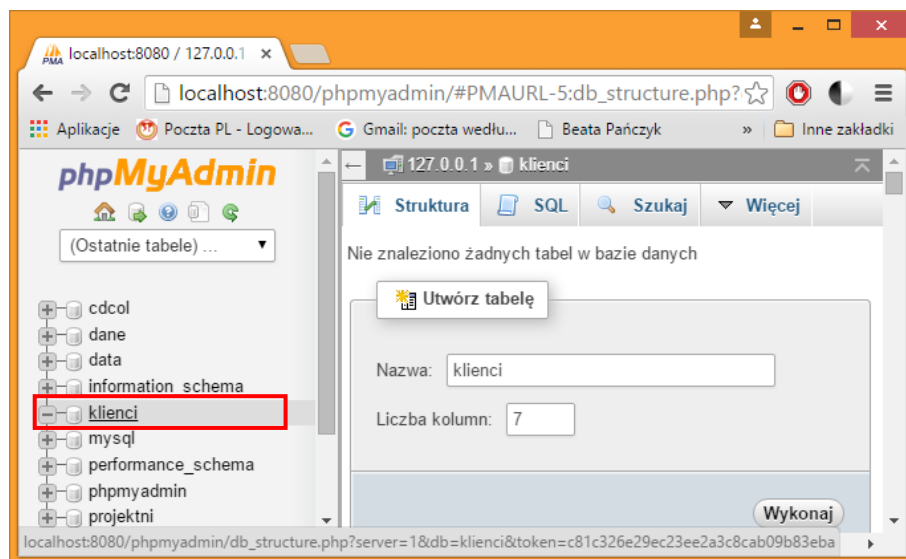 localhost:8080 / 127.0.0.1
localhost:8080/phpmyadmin/#PMAURL-5:db_structure.php?
Aplikacje Poczta PL - Logowa... Gmail: poczta wedłu... Beata Pańczyk » Inne zakładki
phpMyAdmin
(Ostatnie tabele) ...
cdcol
dane
data
information_schema
klienci
mysql
performance_schema
phpmyadmin
projektni
127.0.0.1 » klienci
Struktura SQL Szukaj Więcej
Nie znaleziono żadnych tabel w bazie danych
Utwórz tabelę
Nazwa: klienci
Liczba kolumn: 7
Wykonaj
localhost:8080/phpmyadmin/db_structure.php?server=1&db=klienci&token=c81c326e29ec23ee2a3c8cab09b83eba